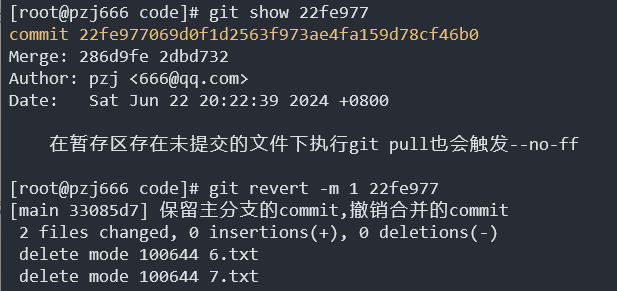 [root@pzj666 code]# git show 22fe977
commit 22fe977069d0f1d2563f973ae4fa159d78cf46b0
Merge: 286d9fe 2dbd732
Author: pzj <666@qq.com>
Date:   Sat Jun 22 20:22:39 2024 +0800
在暂存区存在未提交的文件下执行git pull也会触发--no-ff
[root@pzj666 code]# git revert -m 1 22fe977
[main 33085d7] 保留主分支的commit,撤销合并的commit
2 files changed, 0 insertions(+), 0 deletions(-)
delete mode 100644 6.txt
delete mode 100644 7.txt